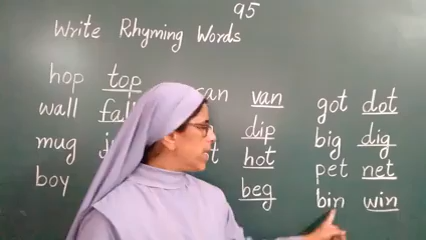 95
Write Rhyming Words
hop top van got dot
wall dip big dig
mug hot pet net
boy beg bin win